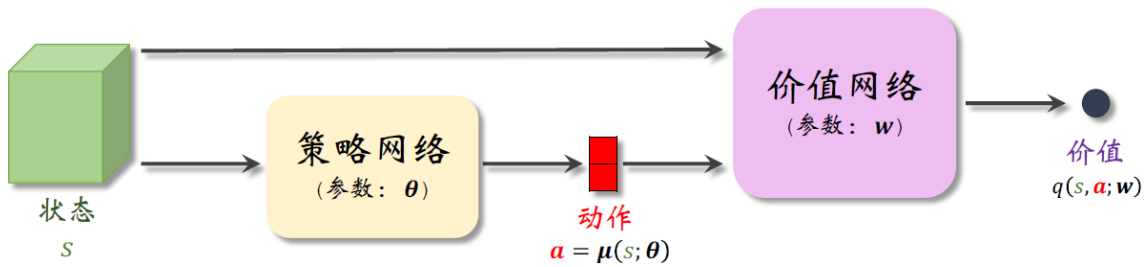 状态
S
策略网络
(参数: θ)
动作
a = μ(s; θ)
价值网络
(参数: w)
价值
q(s, a; w)